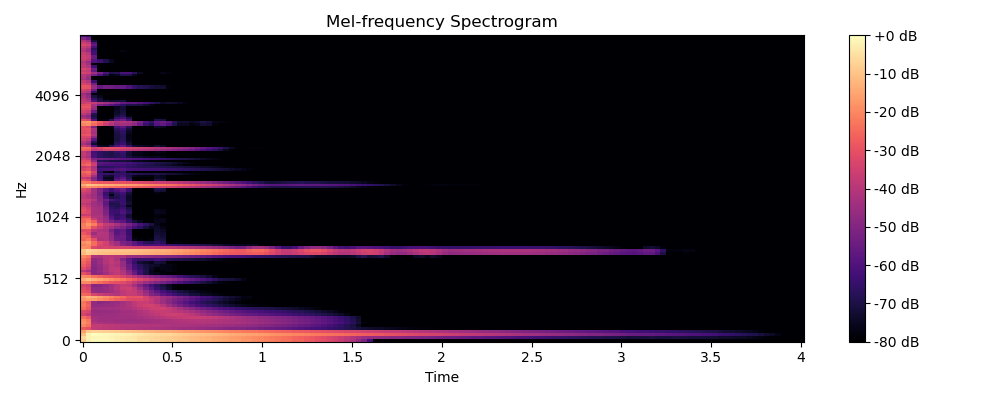 Mel-frequency Spectrogram
Hz
4096
2048
1024
512
0
0
0.5
1
1.5
2
2.5
3
3.5
4
Time
+0 dB
-10 dB
-20 dB
-30 dB
-40 dB
-50 dB
-60 dB
-70 dB
-80 dB